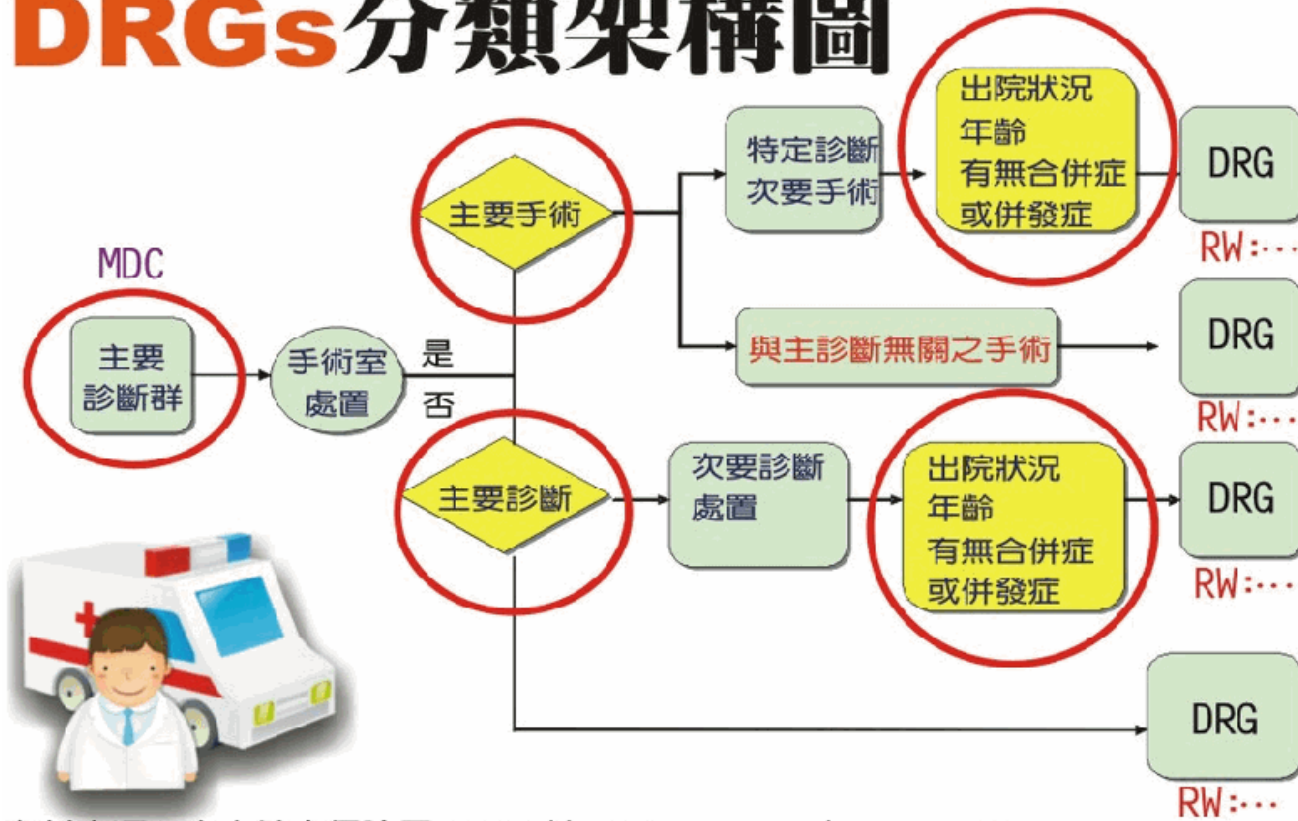 DRGs分類架構圖
MDC
主要
診斷群
手術室
處置
是
否
主要手術
特定診斷
次要手術
出院狀況
年齡
有無合併症
或併發症
DRG
RW:…
與主診斷無關之手術
DRG
RW:…
主要診斷
次要診斷
處置
出院狀況
年齡
有無合併症
或併發症
DRG
RW:…
DRG
RW:…